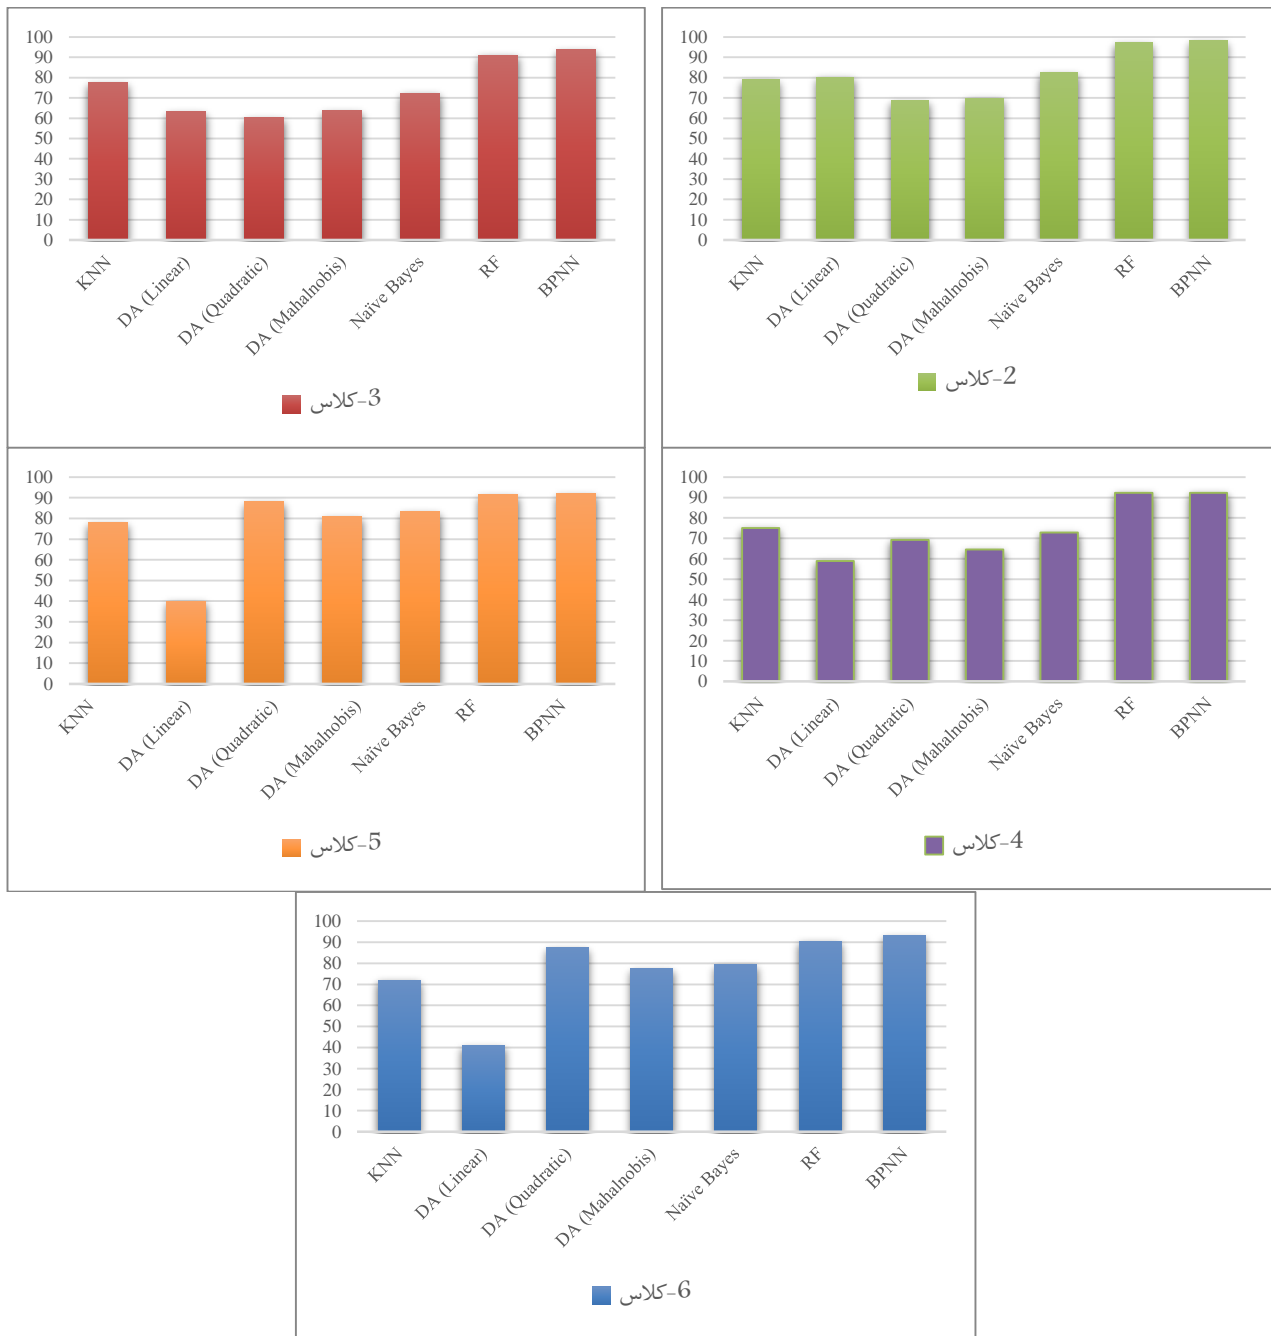 100
90
80
70
60
50
40
30
20
10
0
KNN
DA (Linear)
DA (Quadratic)
DA (Mahalnobis)
Naïve Bayes
RF
BPNN
3-کلاس
100
90
80
70
60
50
40
30
20
10
0
KNN
DA (Linear)
DA (Quadratic)
DA (Mahalnobis)
Naïve Bayes
RF
BPNN
2-کلاس
100
90
80
70
60
50
40
30
20
10
0
KNN
DA (Linear)
DA (Quadratic)
DA (Mahalnobis)
Naïve Bayes
RF
BPNN
5-کلاس
100
90
80
70
60
50
40
30
20
10
0
KNN
DA (Linear)
DA (Quadratic)
DA (Mahalnobis)
Naïve Bayes
RF
BPNN
4-کلاس
100
90
80
70
60
50
40
30
20
10
0
KNN
DA (Linear)
DA (Quadratic)
DA (Mahalnobis)
Naïve Bayes
RF
BPNN
6-کلاس